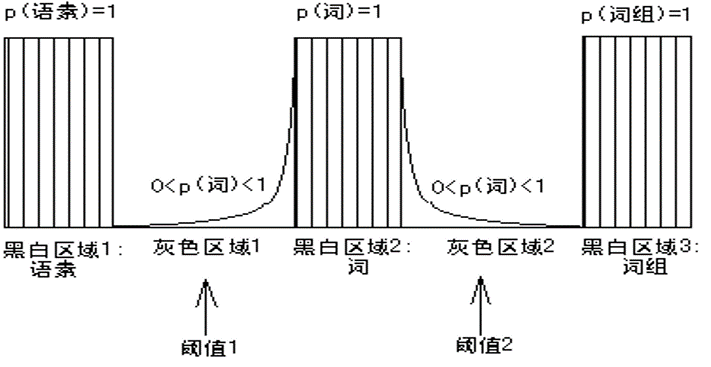 p(语素)=1 p(词)=1 p(词组)=1
0<p(词)<1 0<p(词)<1
黑白区域1: 灰色区域1 黑白区域2: 灰色区域2 黑白区域3:
语素 词 词组
阈值1 阈值2